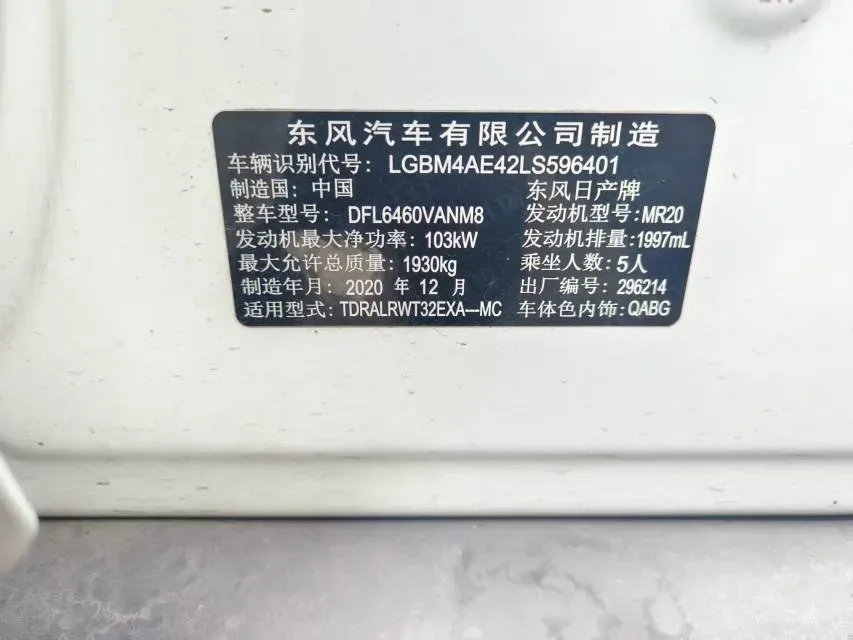 东风汽车有限公司制造
车辆识别代号: LGBM4AE42LS596401
制造国: 中国 东风日产牌
整车型号: DFL6460VANM8 发动机型号:MR20
发动机最大净功率: 103kW 发动机排量:1997mL
最大允许总质量: 1930kg 乘坐人数: 5人
制造年月: 2020 年 12 月 出厂编号: 296214
适用型式: TDRALRWT32EXA---MC 车体色内饰:QABG